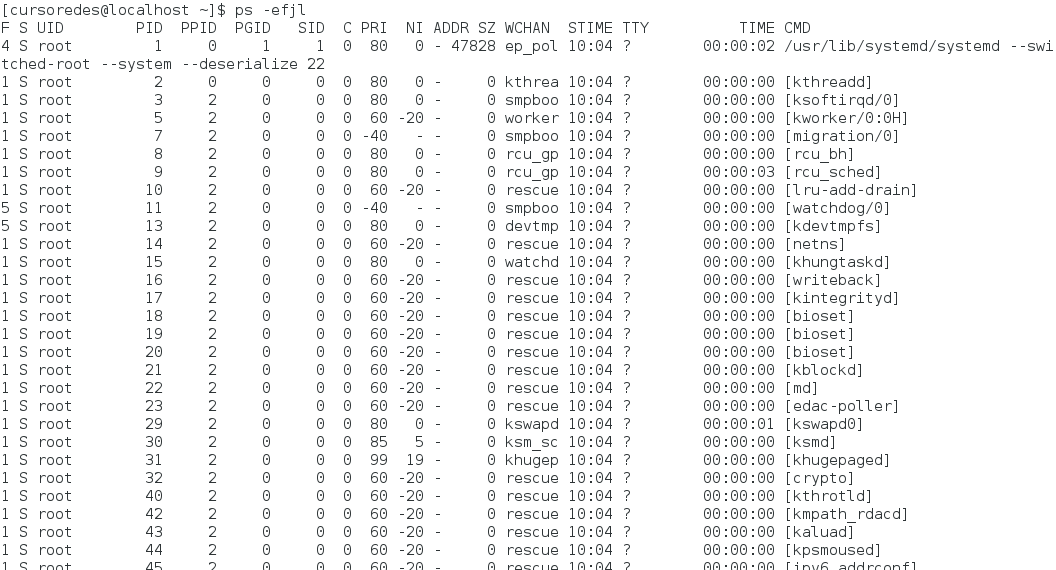 [cursoredes@localhost ~]$ ps -efjl
F S UID        PID  PPID  PGID   SID  C PRI  NI ADDR SZ WCHAN  STIME TTY          TIME CMD
4 S root         1     0     1     1  0  80   0 - 47828 ep_pol 10:04 ?        00:00:02 /usr/lib/systemd/systemd --swi
tched-root --system --deserialize 22
1 S root         2     0     0     0  0  80   0 -     0 kthrea 10:04 ?        00:00:00 [kthreadd]
1 S root         3     2     0     0  0  80   0 -     0 smpboo 10:04 ?        00:00:00 [ksoftirqd/0]
1 S root         5     2     0     0  0  60 -20 -     0 worker 10:04 ?        00:00:00 [kworker/0:0H]
1 S root         7     2     0     0  0 -40   - -     0 smpboo 10:04 ?        00:00:00 [migration/0]
1 S root         8     2     0     0  0  80   0 -     0 rcu_gp 10:04 ?        00:00:00 [rcu_bh]
1 S root         9     2     0     0  0  80   0 -     0 rcu_gp 10:04 ?        00:00:03 [rcu_sched]
1 S root        10     2     0     0  0  60 -20 -     0 rescue 10:04 ?        00:00:00 [lru-add-drain]
5 S root        11     2     0     0  0 -40   - -     0 smpboo 10:04 ?        00:00:00 [watchdog/0]
5 S root        13     2     0     0  0  80   0 -     0 devtmp 10:04 ?        00:00:00 [kdevtmpfs]
1 S root        14     2     0     0  0  60 -20 -     0 rescue 10:04 ?        00:00:00 [netns]
1 S root        15     2     0     0  0  80   0 -     0 watchd 10:04 ?        00:00:00 [khungtaskd]
1 S root        16     2     0     0  0  60 -20 -     0 rescue 10:04 ?        00:00:00 [writeback]
1 S root        17     2     0     0  0  60 -20 -     0 rescue 10:04 ?        00:00:00 [kintegrityd]
1 S root        18     2     0     0  0  60 -20 -     0 rescue 10:04 ?        00:00:00 [bioset]
1 S root        19     2     0     0  0  60 -20 -     0 rescue 10:04 ?        00:00:00 [bioset]
1 S root        20     2     0     0  0  60 -20 -     0 rescue 10:04 ?        00:00:00 [bioset]
1 S root        21     2     0     0  0  60 -20 -     0 rescue 10:04 ?        00:00:00 [kblockd]
1 S root        22     2     0     0  0  60 -20 -     0 rescue 10:04 ?        00:00:00 [md]
1 S root        23     2     0     0  0  60 -20 -     0 rescue 10:04 ?        00:00:00 [edac-poller]
1 S root        29     2     0     0  0  80   0 -     0 kswapd 10:04 ?        00:00:01 [kswapd0]
1 S root        30     2     0     0  0  85   5 -     0 ksm_sc 10:04 ?        00:00:00 [ksmd]
1 S root        31     2     0     0  0  99  19 -     0 khugep 10:04 ?        00:00:00 [khugepaged]
1 S root        32     2     0     0  0  60 -20 -     0 rescue 10:04 ?        00:00:00 [crypto]
1 S root        40     2     0     0  0  60 -20 -     0 rescue 10:04 ?        00:00:00 [kthrotld]
1 S root        42     2     0     0  0  60 -20 -     0 rescue 10:04 ?        00:00:00 [kmpath_rdacd]
1 S root        43     2     0     0  0  60 -20 -     0 rescue 10:04 ?        00:00:00 [kaluad]
1 S root        44     2     0     0  0  60 -20 -     0 rescue 10:04 ?        00:00:00 [kpsmoused]
1 S root        45     2     0     0  0  60 -20 -     0 rescue 10:04 ?        00:00:00 [ipv6_addrconf]